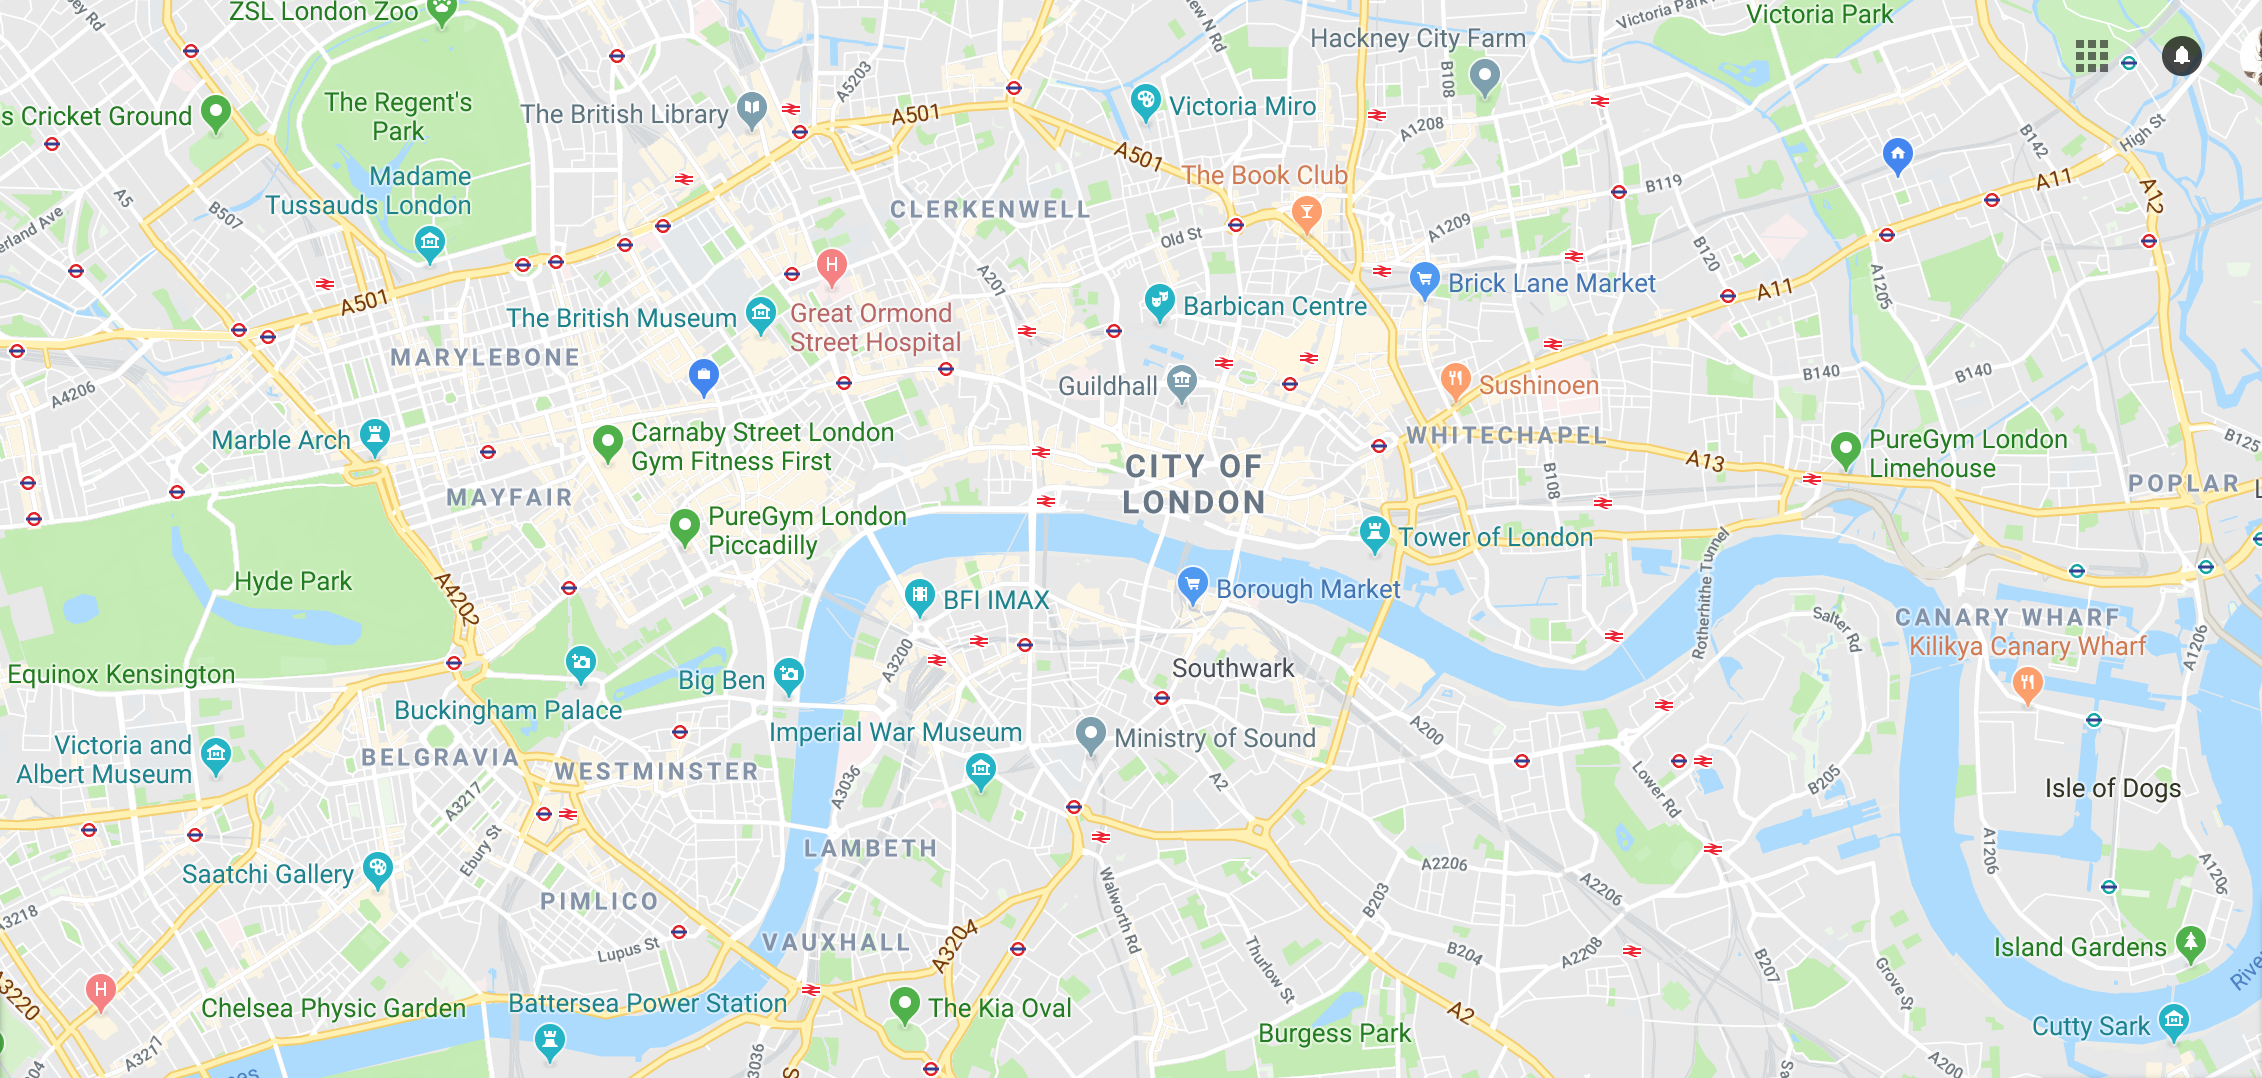 ZSL London Zoo
Victoria Park
Hackney City Farm
The Regent's
Park
s Cricket Ground
The British Library
A5203
A501
Victoria Miro
B108
A1208
High St
B142
A501
The Book Club
Madame
Tussauds London
A5
B507
CLERKENWELL
B119
A11
A12
Old St
A1209
B120
A201
Brick Lane Market
A11
A1205
A501
The British Museum
Great Ormond
Street Hospital
Barbican Centre
MARYLEBONE
A4206
Guildhall
Sushinoen
B140
B140
Marble Arch
Carnaby Street London
Gym Fitness First
WHITECHAPEL
PureGym London
Limehouse
B125
A13
CITY OF
LONDON
B108
MAYFAIR
POPLAR
PureGym London
Piccadilly
Tower of London
Rotherhithe Tunnel
Hyde Park
A4202
BFI IMAX
Borough Market
CANARY WHARF
Kilikya Canary Wharf
Salter Rd
A1206
A3200
Equinox Kensington
Big Ben
Southwark
Buckingham Palace
Imperial War Museum
Ministry of Sound
A200
Victoria and
Albert Museum
BELGRAVIA
WESTMINSTER
A3036
A2
Lower Rd
B205
Isle of Dogs
A3217
Ebury St
LAMBETH
A1206
A1206
Saatchi Gallery
A2206
A2206
B203
A3218
PIMLICO
Walworth Rd
Lupus St
VAUXHALL
A3204
Thurlow St
B204
A2208
B207
Grove St
Island Gardens
A3220
Chelsea Physic Garden
Battersea Power Station
The Kia Oval
A2
Burgess Park
Cutty Sark
A3217
A200